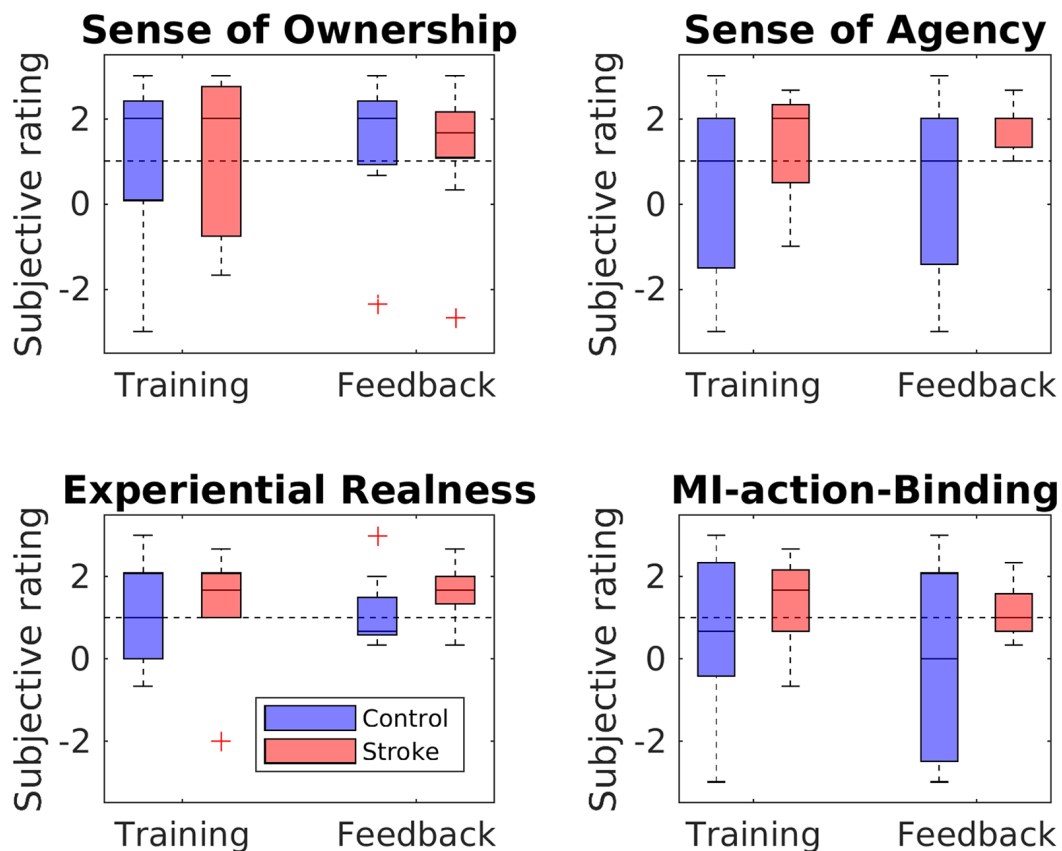 Sense of Ownership
Subjective rating
2
0
-2
Training
Feedback
Sense of Agency
Subjective rating
2
0
-2
Training
Feedback
Experiential Realness
Subjective rating
2
0
-2
Control
Stroke
Training
Feedback
MI-action-Binding
Subjective rating
2
0
-2
Training
Feedback